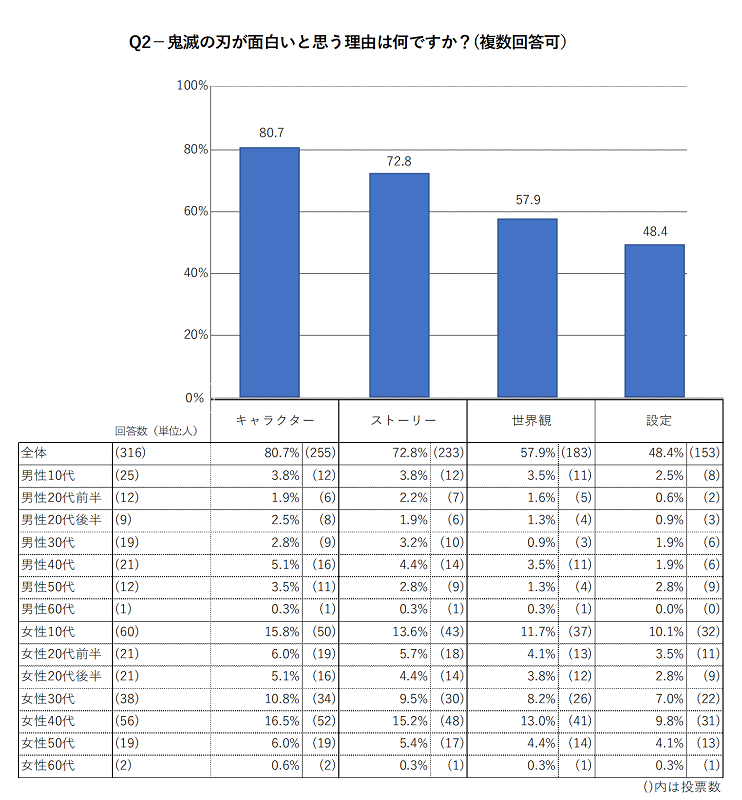 Q2－鬼滅の刃が面白いと思う理由は何ですか？(複数回答可)
100%
80%
60%
40%
20%
0%
80.7
72.8
57.9
48.4
回答数（単位:人） キャラクター ストーリー 世界観 設定
全体 (316) 80.7% (255) 72.8% (233) 57.9% (183) 48.4% (153)
男性10代 (25) 3.8% (12) 3.8% (12) 3.5% (11) 2.5% (8)
男性20代前半 (12) 1.9% (6) 2.2% (7) 1.6% (5) 0.6% (2)
男性20代後半 (9) 2.5% (8) 1.9% (6) 1.3% (4) 0.9% (3)
男性30代 (19) 2.8% (9) 3.2% (10) 0.9% (3) 1.9% (6)
男性40代 (21) 5.1% (16) 4.4% (14) 3.5% (11) 1.9% (6)
男性50代 (12) 3.5% (11) 2.8% (9) 1.3% (4) 2.8% (9)
男性60代 (1) 0.3% (1) 0.3% (1) 0.3% (1) 0.0% (0)
女性10代 (60) 15.8% (50) 13.6% (43) 11.7% (37) 10.1% (32)
女性20代前半 (21) 6.0% (19) 5.7% (18) 4.1% (13) 3.5% (11)
女性20代後半 (21) 5.1% (16) 4.4% (14) 3.8% (12) 2.8% (9)
女性30代 (38) 10.8% (34) 9.5% (30) 8.2% (26) 7.0% (22)
女性40代 (56) 16.5% (52) 15.2% (48) 13.0% (41) 9.8% (31)
女性50代 (19) 6.0% (19) 5.4% (17) 4.4% (14) 4.1% (13)
女性60代 (2) 0.6% (2) 0.3% (1) 0.3% (1) 0.3% (1)
()内は投票数